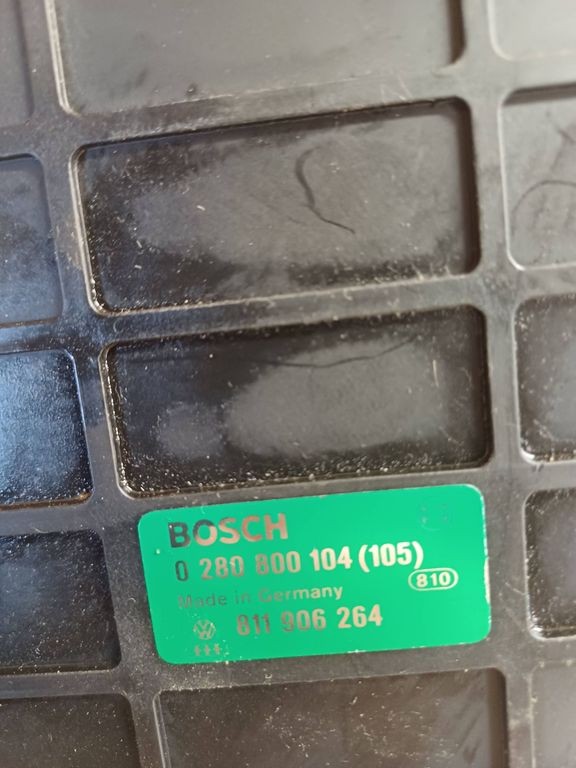 BOSCH
0 280 800 104 (105)
810
Made in Germany
811 906 264